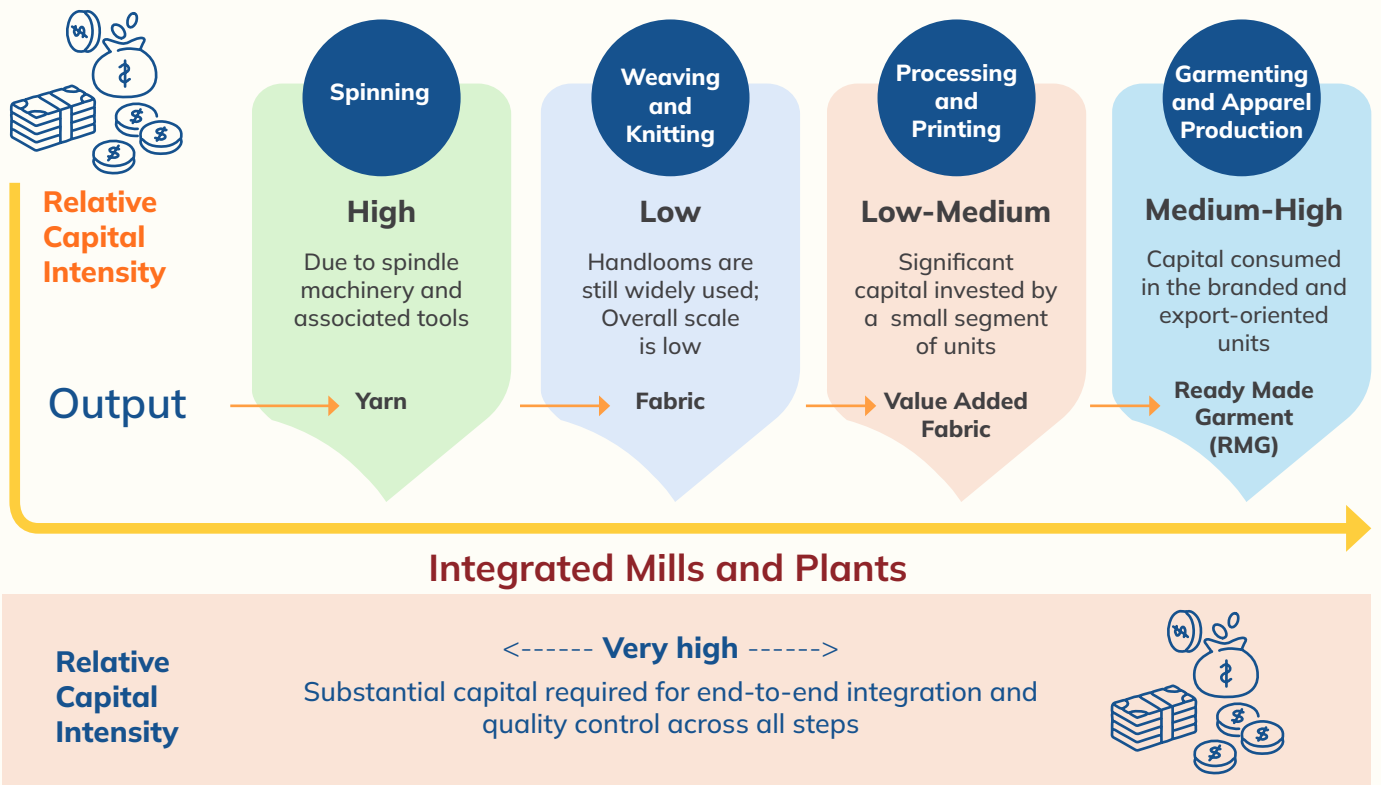 Spinning
Weaving
and
Knitting
Processing
and
Printing
Garmenting
and Apparel
Production
Relative
Capital
Intensity
High
Due to spindle
machinery and
associated tools
Low
Handlooms are
still widely used;
Overall scale
is low
Low-Medium
Significant
capital invested by
a small segment
of units
Medium-High
Capital consumed
in the branded and
export-oriented
units
Output
Yarn
Fabric
Value Added
Fabric
Ready Made
Garment
(RMG)
Integrated Mills and Plants
Relative
Capital
Intensity
<------ Very high ------>
Substantial capital required for end-to-end integration and
quality control across all steps